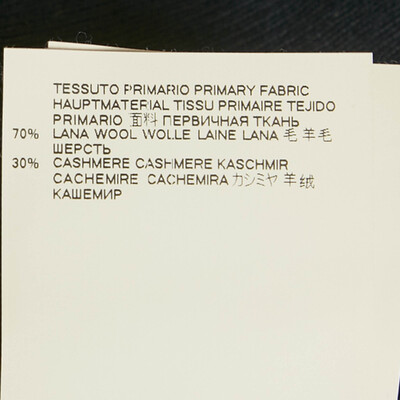 TESSUTO PRIMARIO PRIMARY FABRIC
HAUPTMATERIAL TISSU PRIMAIRE TEJIDO
PRIMARIO 面料 ПЕРВИЧНАЯ ТКАНЬ
70% LANA WOOL WOLLE LAINE LANA 毛 羊毛
ШЕРСТЬ
30% CASHMERE CASHMERE KASCHMIR
CACHEMIRE CACHEMIRA カシミヤ 羊绒
КАШЕМИР